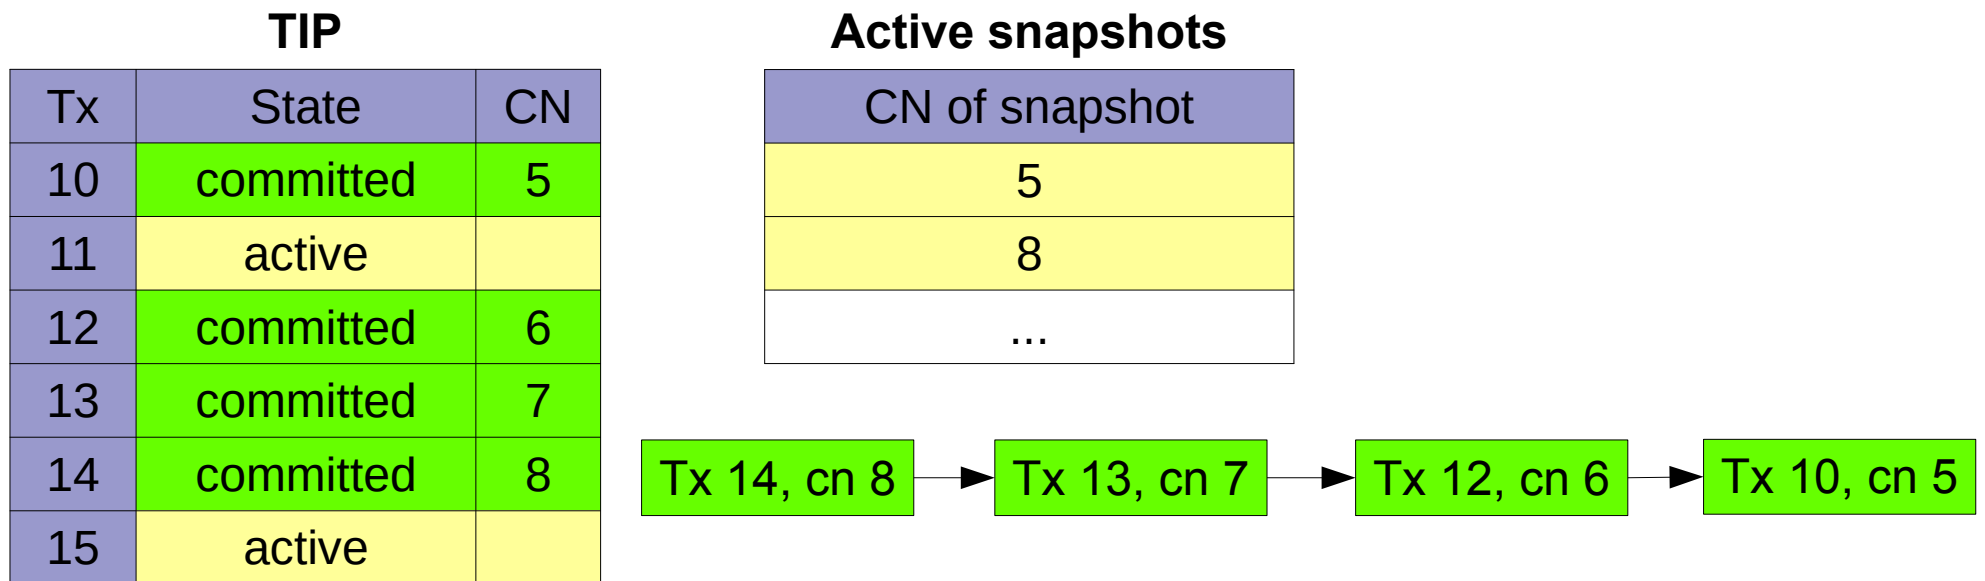 TIP
Tx State CN
10 committed 5
11 active
12 committed 6
13 committed 7
14 committed 8
15 active
Active snapshots
CN of snapshot
5
8
...
Tx 14, cn 8 Tx 13, cn 7 Tx 12, cn 6 Tx 10, cn 5